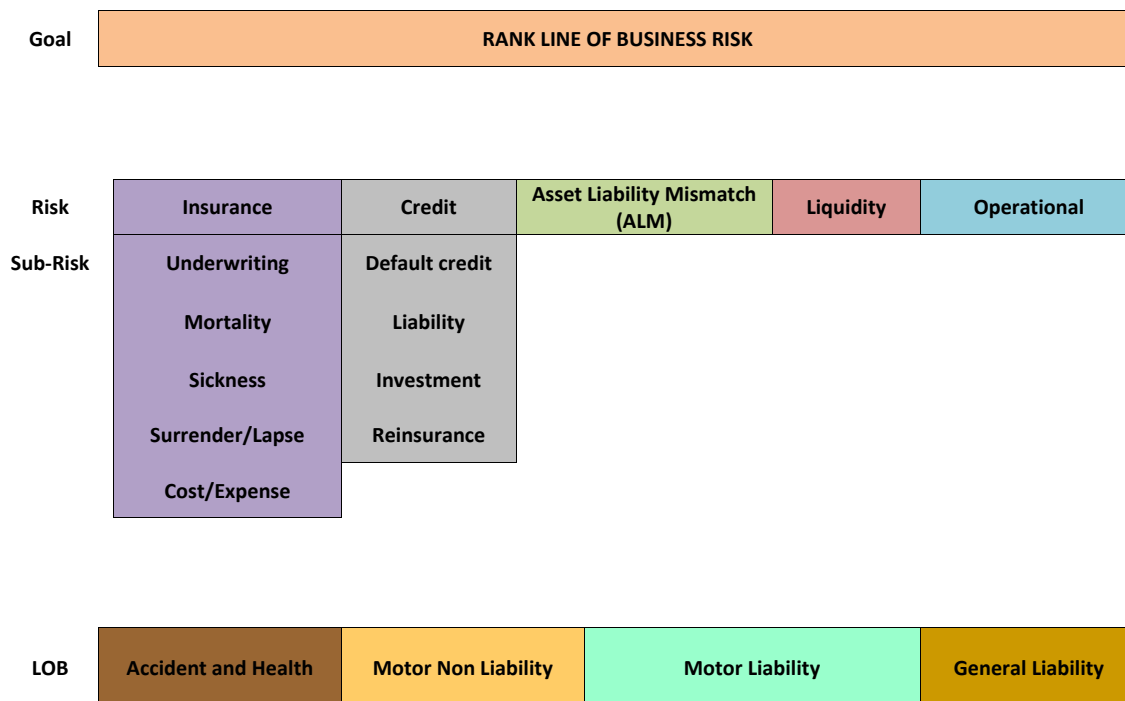 Goal
RANK LINE OF BUSINESS RISK
Risk
Insurance
Credit
Asset Liability Mismatch
(ALM)
Liquidity
Operational
Sub-Risk
Underwriting
Default credit
Mortality
Liability
Sickness
Investment
Surrender/Lapse
Reinsurance
Cost/Expense
LOB
Accident and Health
Motor Non Liability
Motor Liability
General Liability